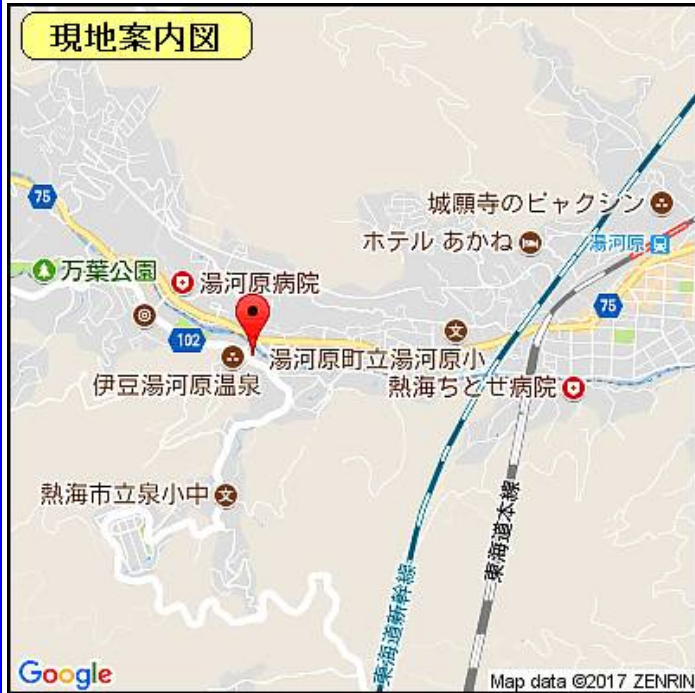 現地案内図
城願寺のビャクシン
ホテル あかね
湯河原
75
万葉公園
湯河原病院
75
102
湯河原町立湯河原小
伊豆湯河原温泉
熱海ちとせ病院
熱海市立泉小中
東海道本線
東海道新幹線
Google
Map data ©2017 ZENRIN